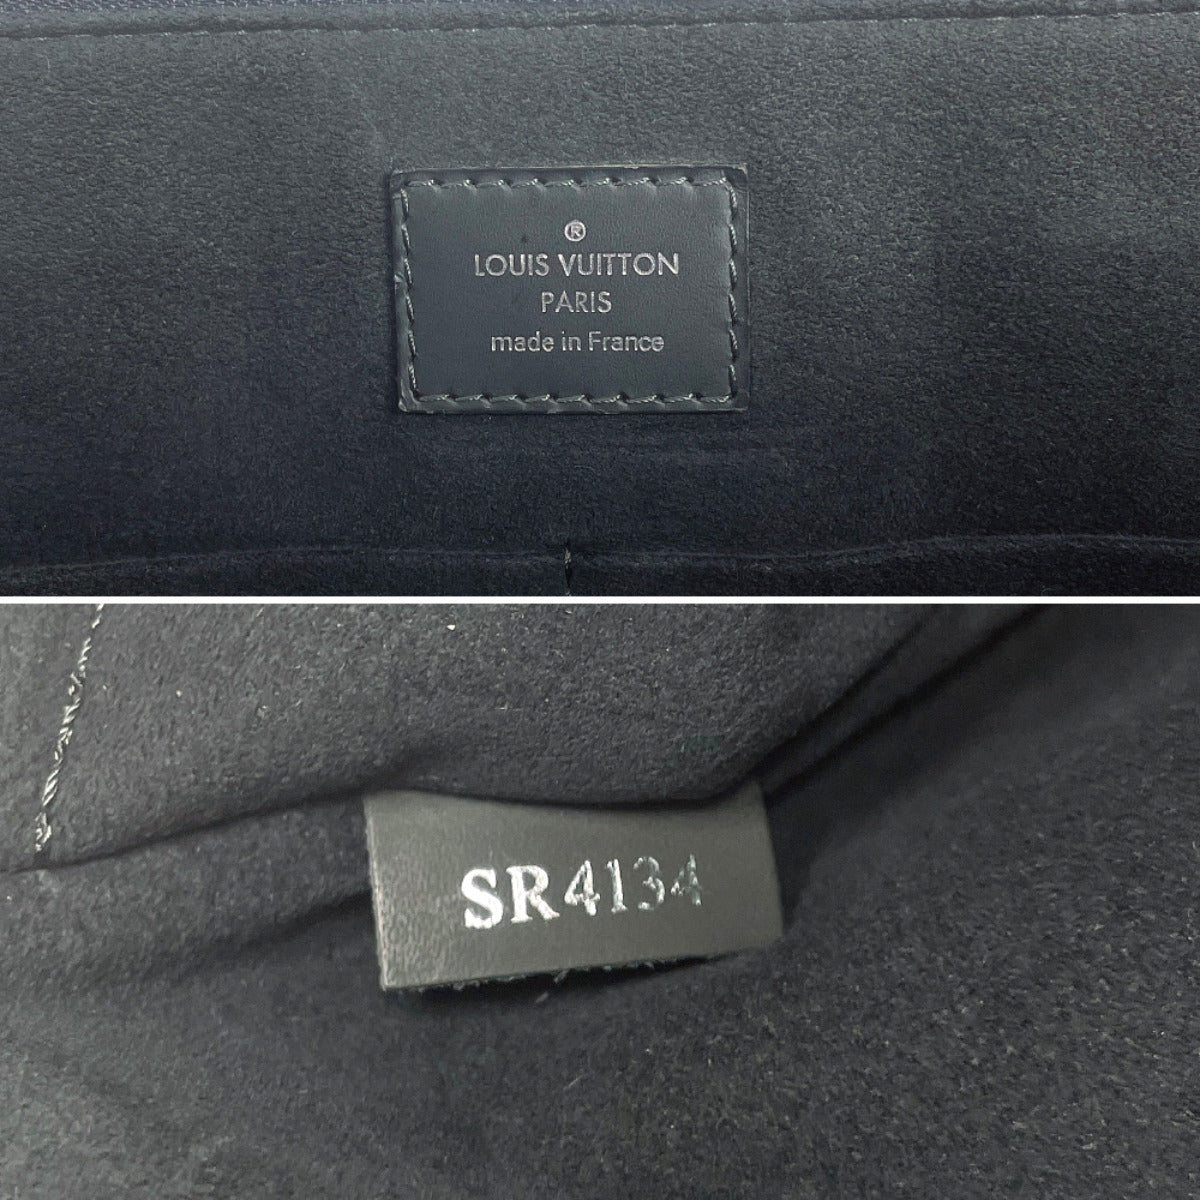 ®
LOUIS VUITTON
PARIS
made in France
SR4134